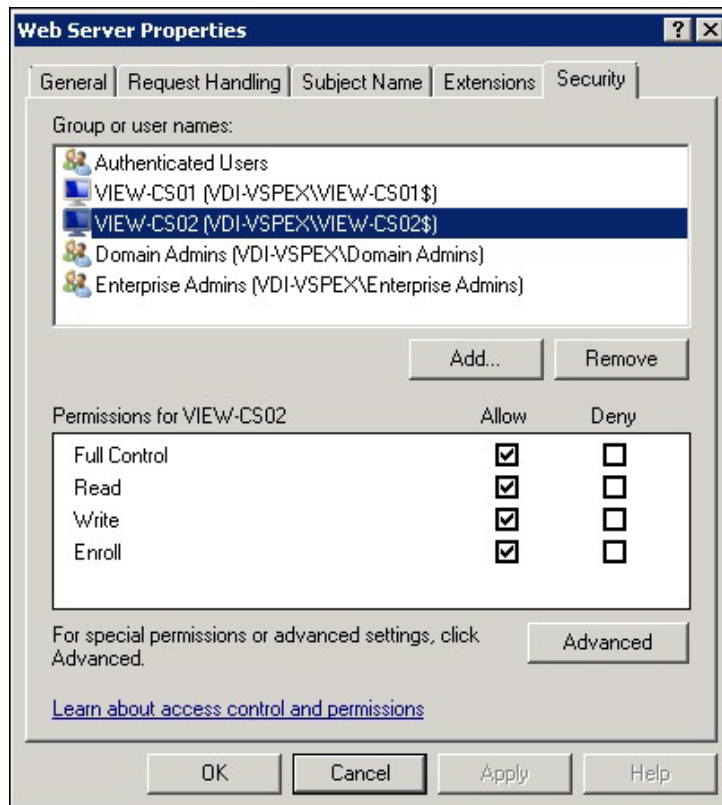 Web Server Properties
General Request Handling Subject Name Extensions Security
Group or user names:
Authenticated Users
VIEW-CS01 (VDI-VSPEX\VIEW-CS01$)
VIEW-CS02 (VDI-VSPEX\VIEW-CS02$)
Domain Admins (VDI-VSPEX\Domain Admins)
Enterprise Admins (VDI-VSPEX\Enterprise Admins)
Add... Remove
Permissions for VIEW-CS02 Allow Deny
Full Control
Read
Write
Enroll
For special permissions or advanced settings, click
Advanced.
Advanced
Learn about access control and permissions
OK Cancel Apply Help